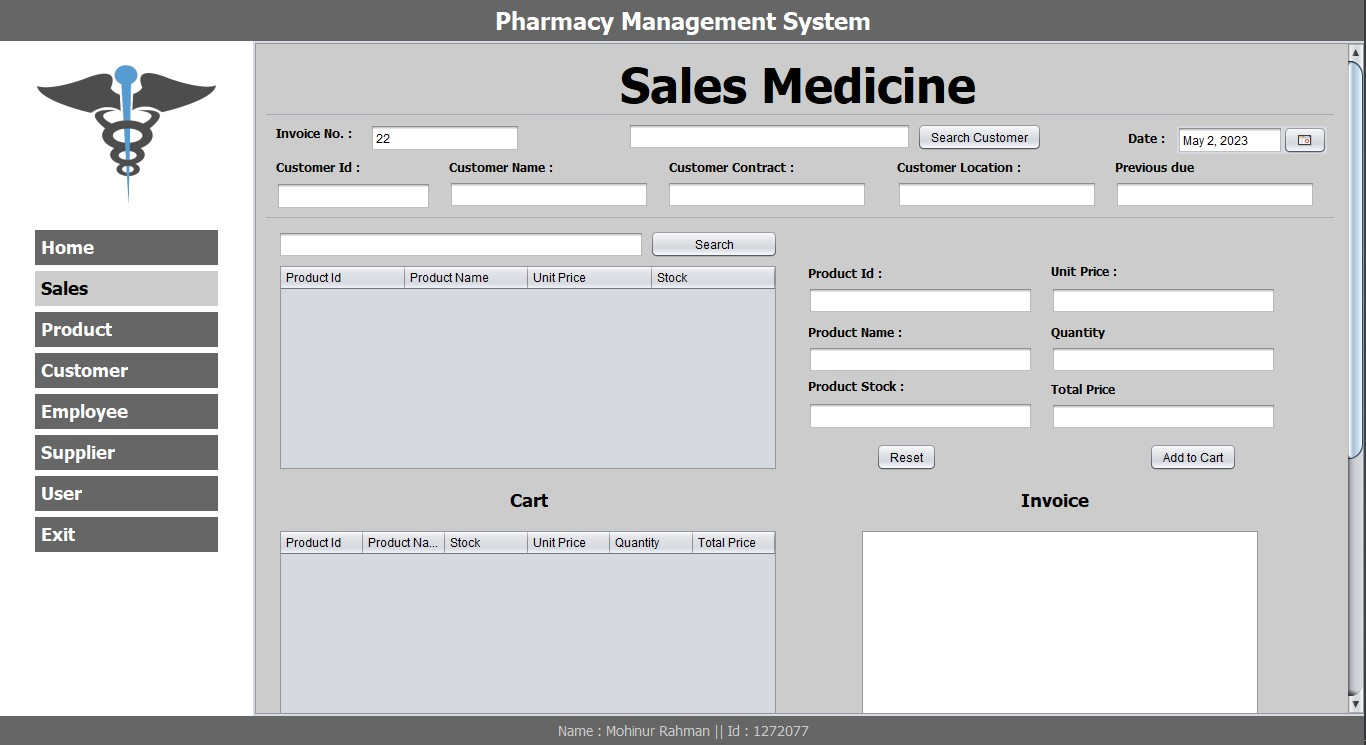 Pharmacy Management System
Sales Medicine
Invoice No. : 22 Search Customer Date : May 2, 2023
Customer Id : Customer Name : Customer Contract : Customer Location : Previous due
Home
Sales
Product
Customer
Employee
Supplier
User
Exit
Search
Product Id Product Name Unit Price Stock
Product Id : Unit Price :
Product Name : Quantity
Product Stock : Total Price
Reset Add to Cart
Cart Invoice
Product Id Product Na... Stock Unit Price Quantity Total Price
Name : Mohinur Rahman || Id : 1272077